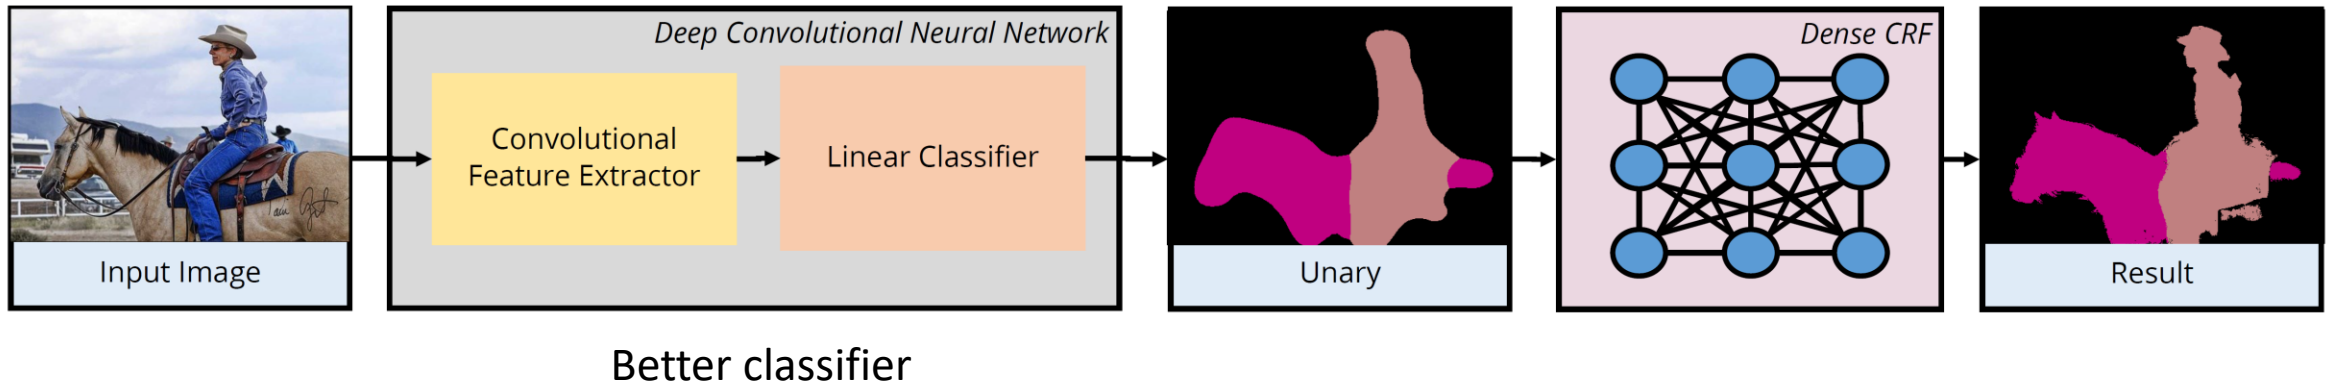 Deep Convolutional Neural Network
Dense CRF
Convolutional
Feature Extractor
Linear Classifier
Input Image
Unary
Result
Better classifier